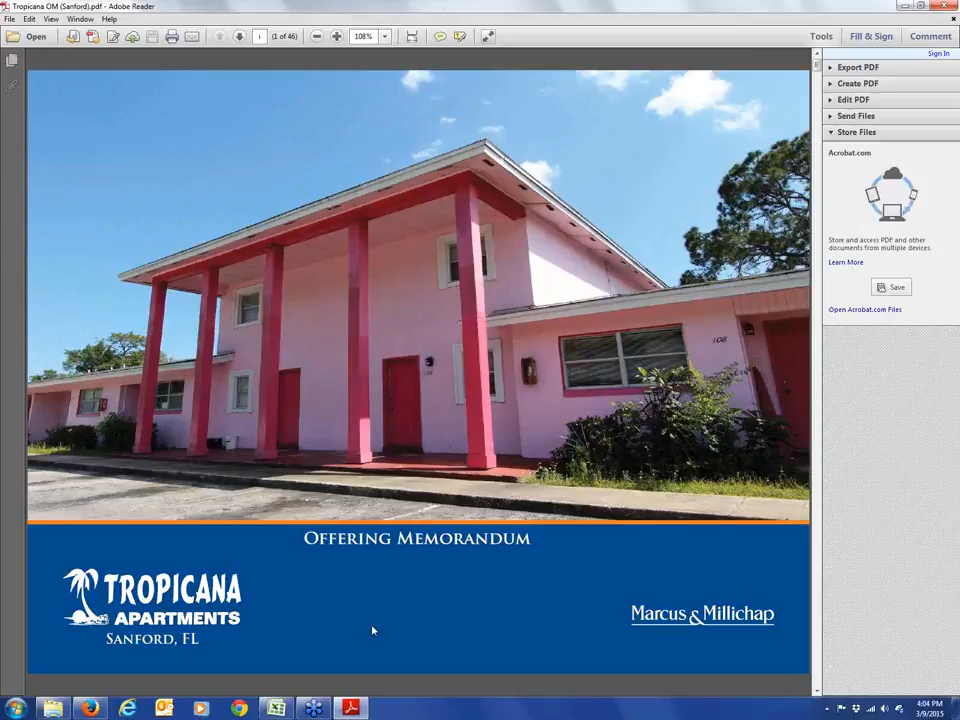 Tropicana OM (Sanford).pdf - Adobe Reader
File Edit View Window Help
Open
i
(1 of 46)
108%
Tools
Fill & Sign
Comment
Sign In
Export PDF
Create PDF
Edit PDF
Send Files
Store Files
Acrobat.com
Store and access PDF and other
documents from multiple devices.
Learn More
Save
Open Acrobat.com Files
108
Offering Memorandum
TROPICANA
APARTMENTS
Sanford, FL
Marcus & Millichap
4:04 PM
3/9/2015